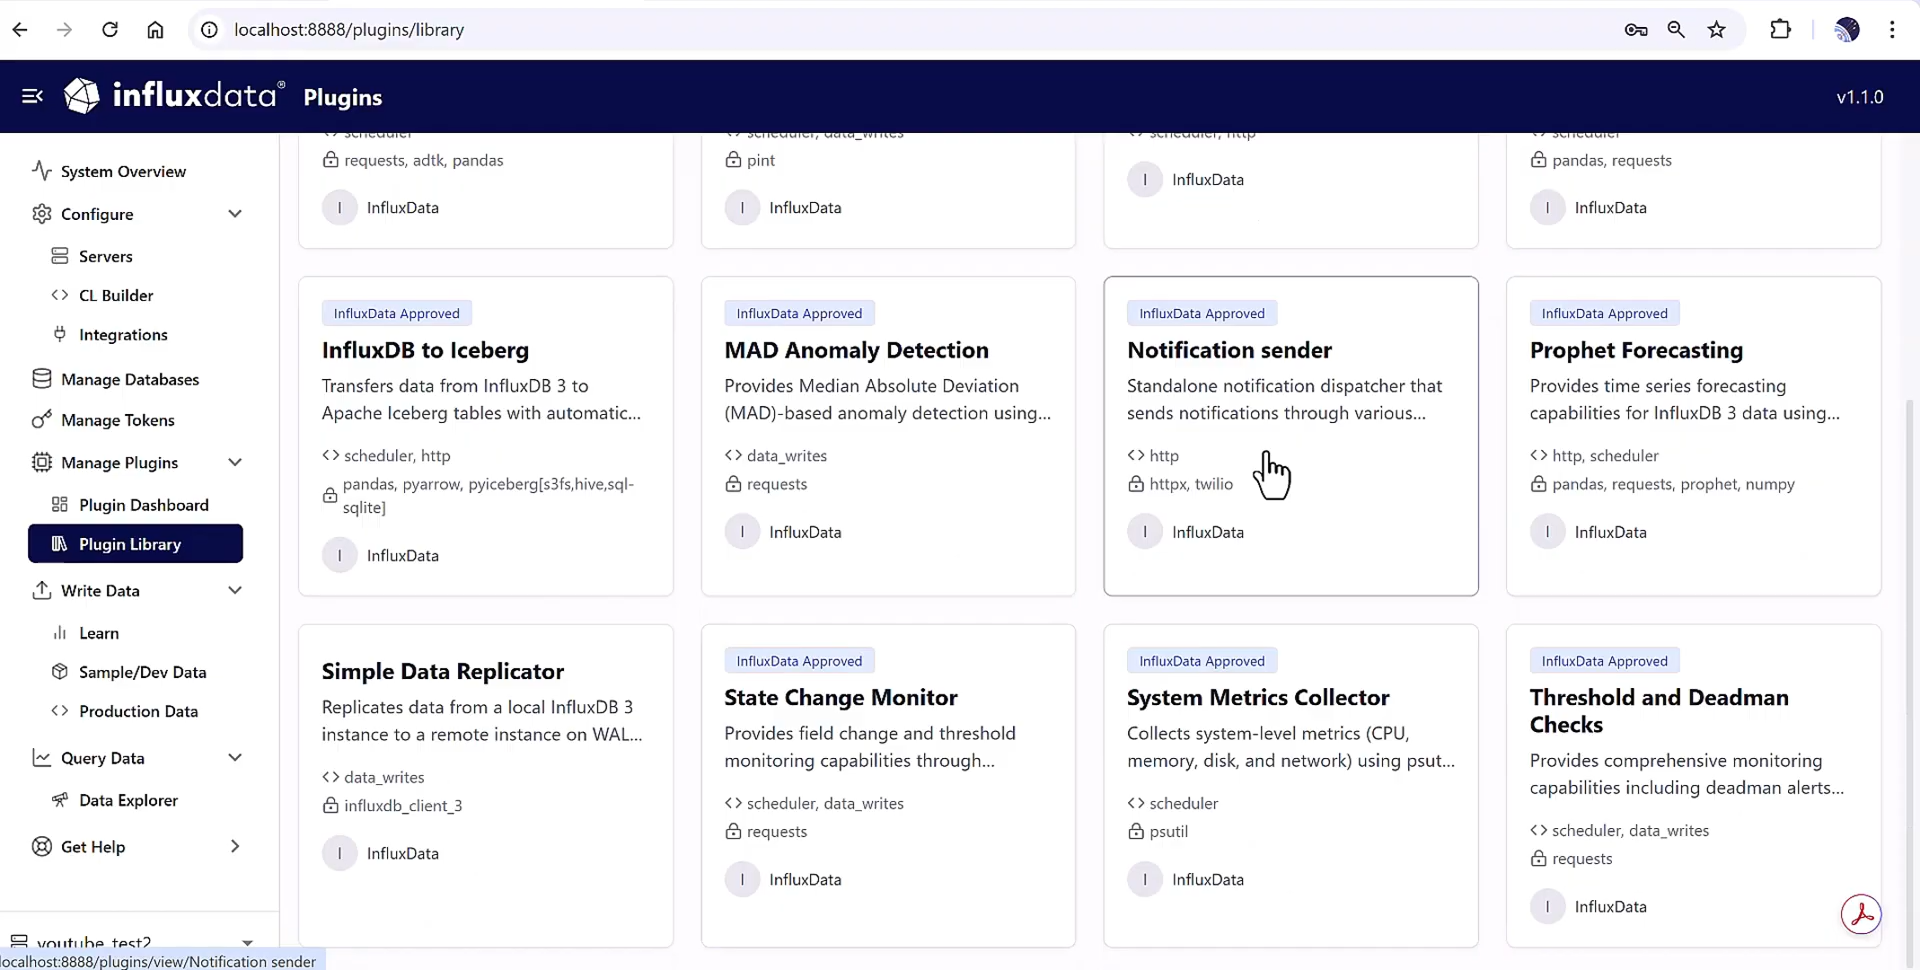 localhost:8888/plugins/library
influxdata®
Plugins
v1.1.0
System Overview
Configure
Servers
CL Builder
Integrations
Manage Databases
Manage Tokens
Manage Plugins
Plugin Dashboard
Plugin Library
Write Data
Learn
Sample/Dev Data
Production Data
Query Data
Data Explorer
Get Help
youtube_test2
localhost:8888/plugins/view/Notification sender
scheduler
requests, adtk, pandas
I
InfluxData
scheduler, data_writes
pint
I
InfluxData
scheduler, http
I
InfluxData
scheduler
pandas, requests
I
InfluxData
InfluxData Approved
InfluxDB to Iceberg
Transfers data from InfluxDB 3 to
Apache Iceberg tables with automatic...
<> scheduler, http
pandas, pyarrow, pyiceberg[s3fs,hive,sql-
sqlite]
I
InfluxData
InfluxData Approved
MAD Anomaly Detection
Provides Median Absolute Deviation
(MAD)-based anomaly detection using...
<> data_writes
requests
I
InfluxData
InfluxData Approved
Notification sender
Standalone notification dispatcher that
sends notifications through various...
<> http
httpx, twilio
I
InfluxData
InfluxData Approved
Prophet Forecasting
Provides time series forecasting
capabilities for InfluxDB 3 data using...
<> http, scheduler
pandas, requests, prophet, numpy
I
InfluxData
Simple Data Replicator
Replicates data from a local InfluxDB 3
instance to a remote instance on WAL...
<> data_writes
influxdb_client_3
I
InfluxData
InfluxData Approved
State Change Monitor
Provides field change and threshold
monitoring capabilities through...
<> scheduler, data_writes
requests
I
InfluxData
InfluxData Approved
System Metrics Collector
Collects system-level metrics (CPU,
memory, disk, and network) using psut...
<> scheduler
psutil
I
InfluxData
InfluxData Approved
Threshold and Deadman
Checks
Provides comprehensive monitoring
capabilities including deadman alerts...
<> scheduler, data_writes
requests
I
InfluxData